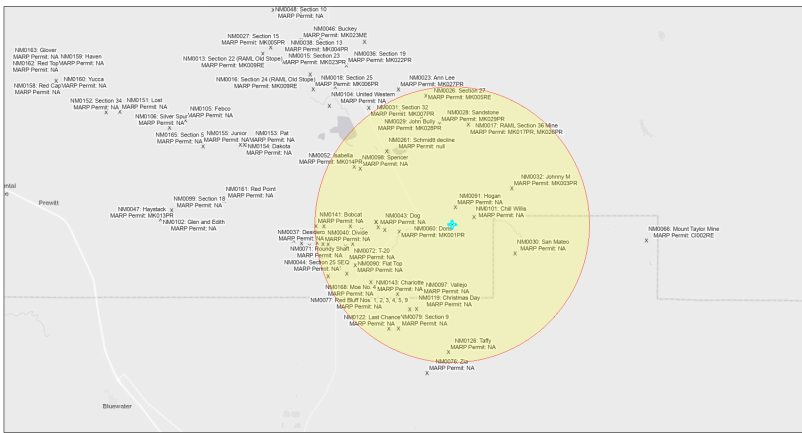 NM0048: Section 10
MARP Permit: NA
NM0046: Buckey
MARP Permit: MK023ME
NM0027: Section 15
MARP Permit: MK005PR
NM0038: Section 13
MARP Permit: MK004PR
NM0036: Section 19
MARP Permit: MK022PR
NM0013: Section 22 (RAML Old Stope)
MARP Permit: MK009RE
NM0015: Section 23
MARP Permit: MK023PR
NM0163: Glover
MARP Permit: NA
NM0159: Haven
MARP Permit: NA
NM0162: Red Top
MARP Permit: NA
NM0160: Yucca
MARP Permit: NA
NM0158: Red Cap
MARP Permit: NA
NM0016: Section 24 (RAML Old Stope)
MARP Permit: MK009RE
NM0018: Section 25
MARP Permit: MK006PR
NM0023: Ann Lee
MARP Permit: MK027PR
NM0104: United Western
MARP Permit: NA
NM0026: Section 27
MARP Permit: MK005RE
NM0152: Section 34
MARP Permit: NA
NM0151: Lost
MARP Permit: NA
NM0105: Febco
MARP Permit: NA
NM0106: Silver Spur
MARP Permit: NA
NM0031: Section 32
MARP Permit: MK007PR
NM0028: Sandstone
MARP Permit: MK029PR
NM0029: John Bully
MARP Permit: MK028PR
NM0017: RAML Section 36 Mine
MARP Permit: MK017PR, MK026PR
NM0165: Section 5
MARP Permit: NA
NM0155: Junior
MARP Permit: NA
NM0153: Pat
MARP Permit: NA
NM0154: Dakota
MARP Permit: NA
NM0261: Schmidt decline
MARP Permit: null
NM0052: Isabella
MARP Permit: MK014PR
NM0098: Spencer
MARP Permit: NA
NM0032: Johnny M
MARP Permit: MK003PR
Prewitt
NM0161: Red Point
MARP Permit: NA
NM0099: Section 18
MARP Permit: NA
NM0047: Haystack
MARP Permit: MK013PR
NM0102: Glen and Edith
MARP Permit: NA
NM0091: Hogan
MARP Permit: NA
NM0101: Chill Willis
MARP Permit: NA
NM0141: Bobcat
MARP Permit: NA
NM0043: Dog
MARP Permit: NA
NM0060: Doris
MARP Permit: MK001PR
NM0066: Mount Taylor Mine
MARP Permit: CI002RE
MARP Permit: NA
NM0040: Divide
MARP Permit: NA
NM0071: Roundy Shaft
MARP Permit: NA
NM0072: T-20
MARP Permit: NA
NM0030: San Mateo
MARP Permit: NA
NM0044: Section 25 SEQ
MARP Permit: NA
NM0090: Flat Top
MARP Permit: NA
NM0143: Charlotte
MARP Permit: NA
NM0097: Vallejo
MARP Permit: NA
NM0168: Moe No. 4
MARP Permit: NA
NM0077: Red Bluff Nos. 1, 2, 3, 4, 5, 9
MARP Permit: NA
NM0119: Christmas Day
MARP Permit: NA
NM0122: Last Chance
MARP Permit: NA
NM0079: Section 9
MARP Permit: NA
NM0126: Taffy
MARP Permit: NA
NM0076: Zia
MARP Permit: NA
Bluewater